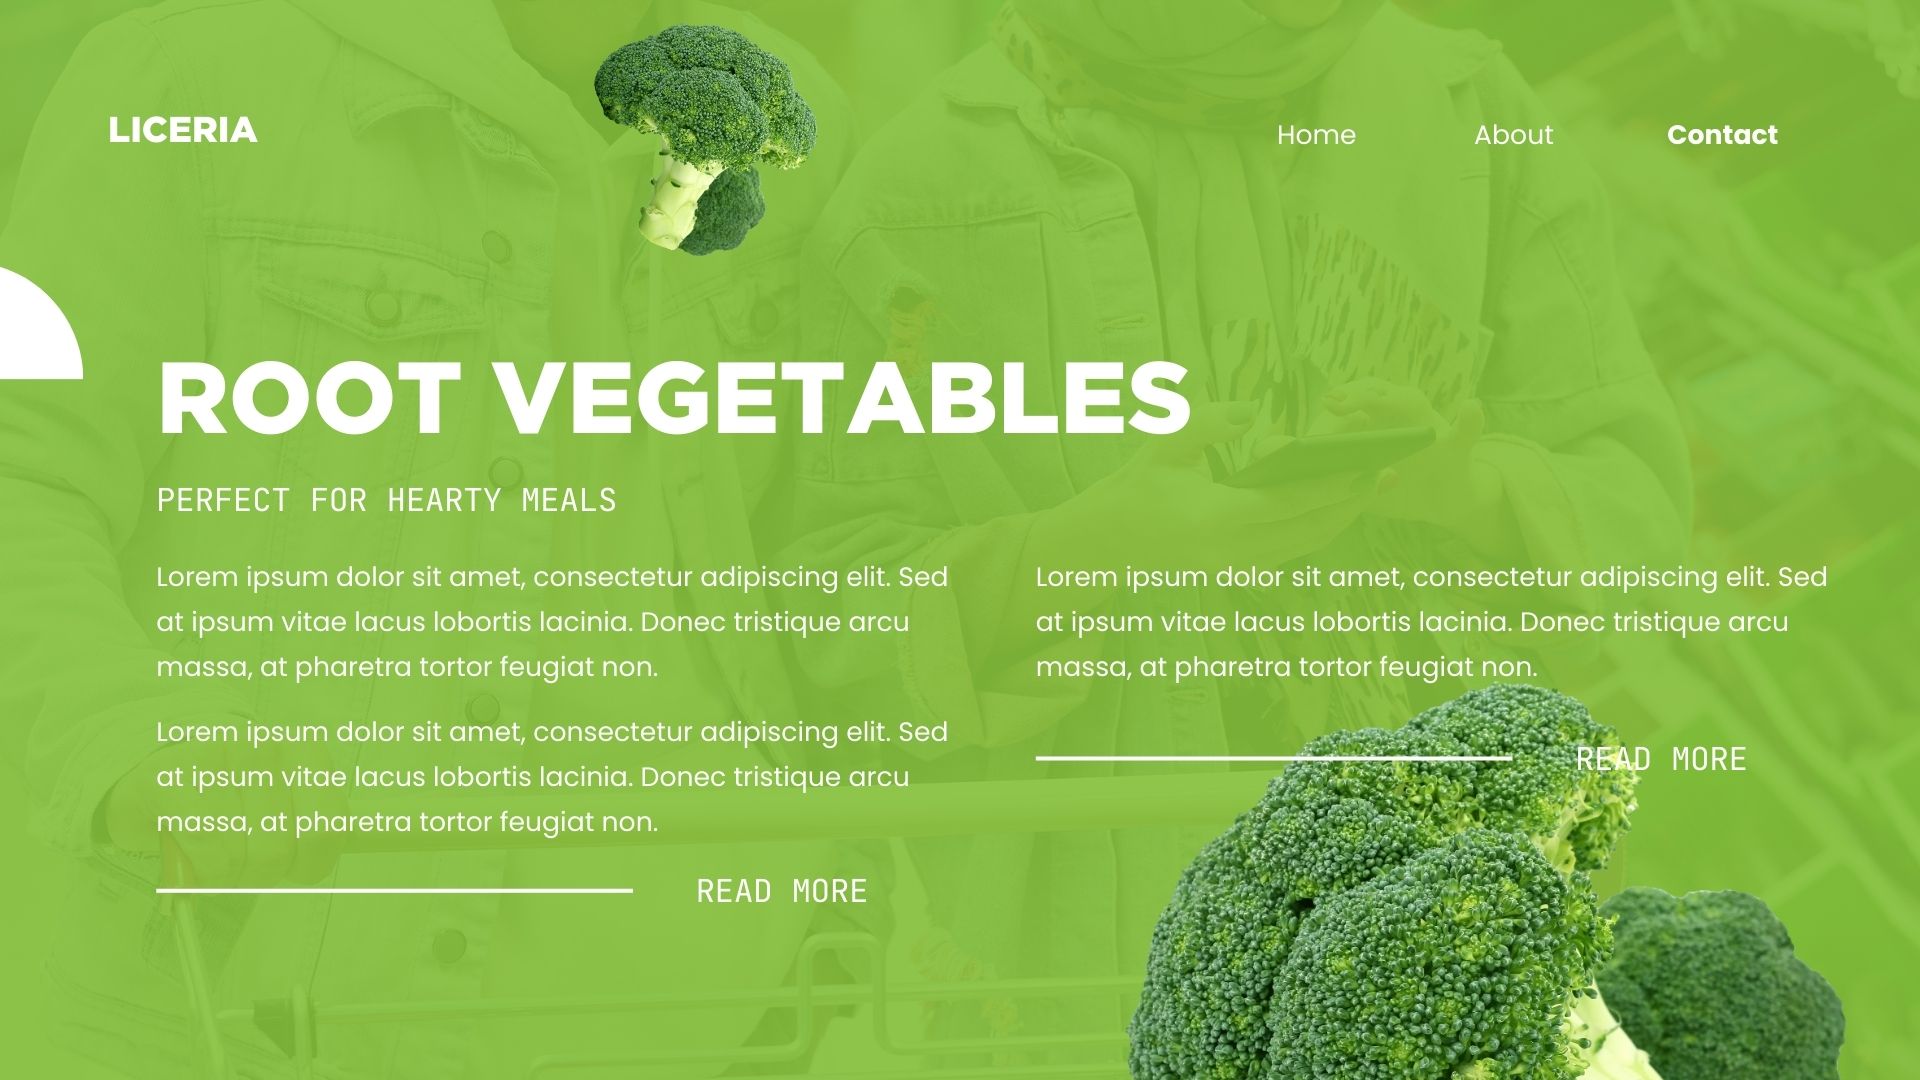 LICERIA
Home About Contact
ROOT VEGETABLES
PERFECT FOR HEARTY MEALS
Lorem ipsum dolor sit amet, consectetur adipiscing elit. Sed
at ipsum vitae lacus lobortis lacinia. Donec tristique arcu
massa, at pharetra tortor feugiat non.
Lorem ipsum dolor sit amet, consectetur adipiscing elit. Sed
at ipsum vitae lacus lobortis lacinia. Donec tristique arcu
massa, at pharetra tortor feugiat non.
READ MORE
Lorem ipsum dolor sit amet, consectetur adipiscing elit. Sed
at ipsum vitae lacus lobortis lacinia. Donec tristique arcu
massa, at pharetra tortor feugiat non.
READ MORE